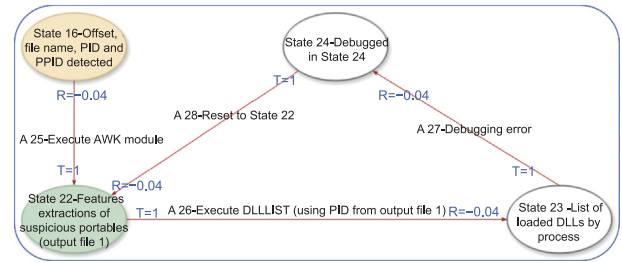 State 16-Offset,
file name, PID and
PPID detected
State 24-Debugged
in State 24
T=1
R=−0.04
R=−0.04
A 28-Reset to State 22
A 27-Debugging error
A 25-Execute AWK module
T=1
R=−0.04
T=1
State 22-Features
extractions of
suspicious portables
(output file 1)
T=1
A 26-Execute DLLLIST (using PID from output file 1)
R=−0.04
State 23 -List of
loaded DLLs by
process